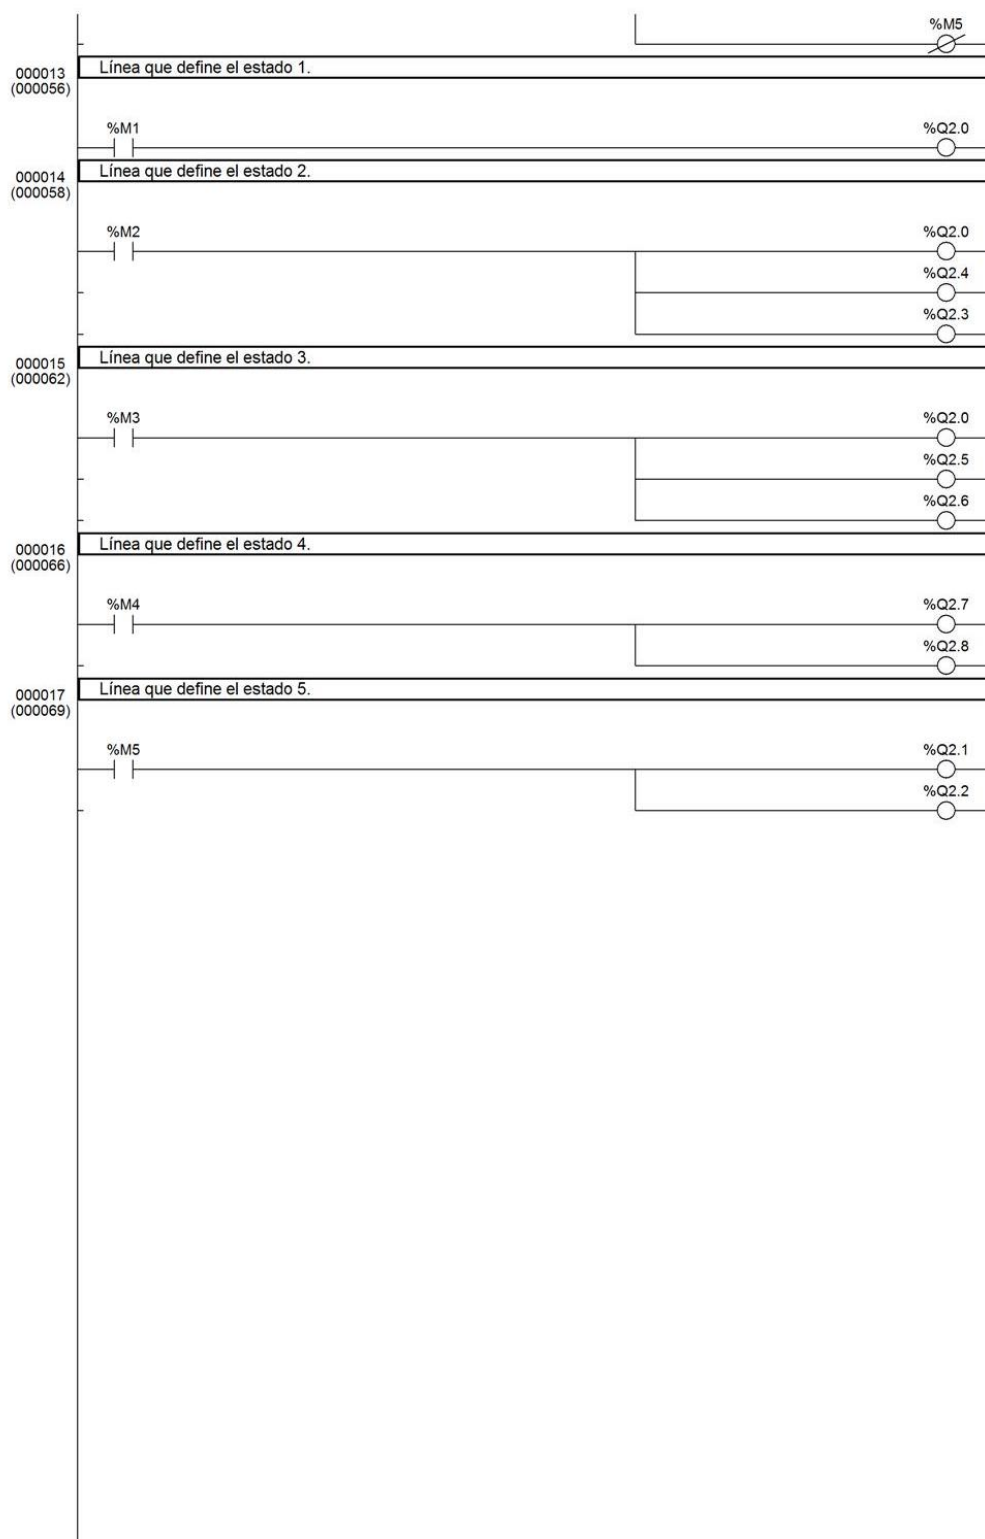 %M5
000013
(000056)
Línea que define el estado 1.
%M1
%Q2.0
000014
(000058)
Línea que define el estado 2.
%M2
%Q2.0
%Q2.4
%Q2.3
000015
(000062)
Línea que define el estado 3.
%M3
%Q2.0
%Q2.5
%Q2.6
000016
(000066)
Línea que define el estado 4.
%M4
%Q2.7
%Q2.8
000017
(000069)
Línea que define el estado 5.
%M5
%Q2.1
%Q2.2